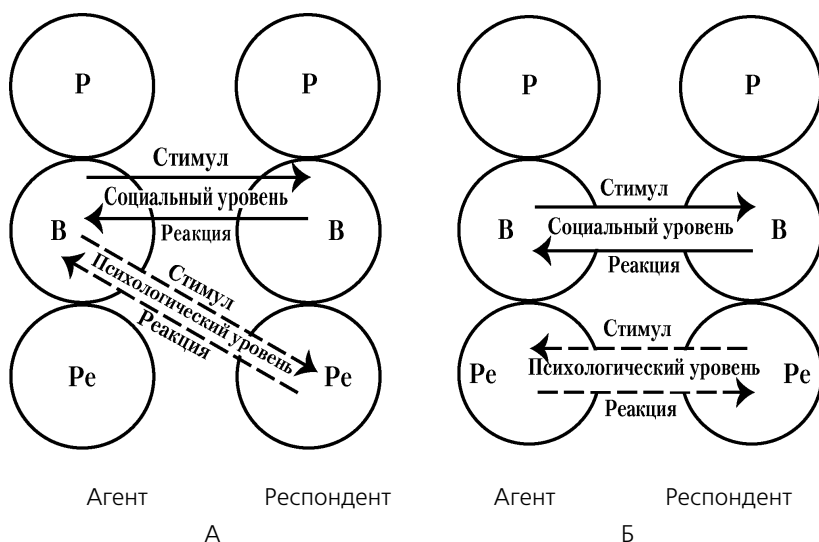 Р
Р
Стимул
Социальный уровень
Реакция
В
В
Стимул
Психологический уровень
Реакция
Ре
Ре
Агент
Респондент
А
Р
Р
Стимул
Социальный уровень
Реакция
В
В
Стимул
Психологический уровень
Реакция
Ре
Ре
Агент
Респондент
Б